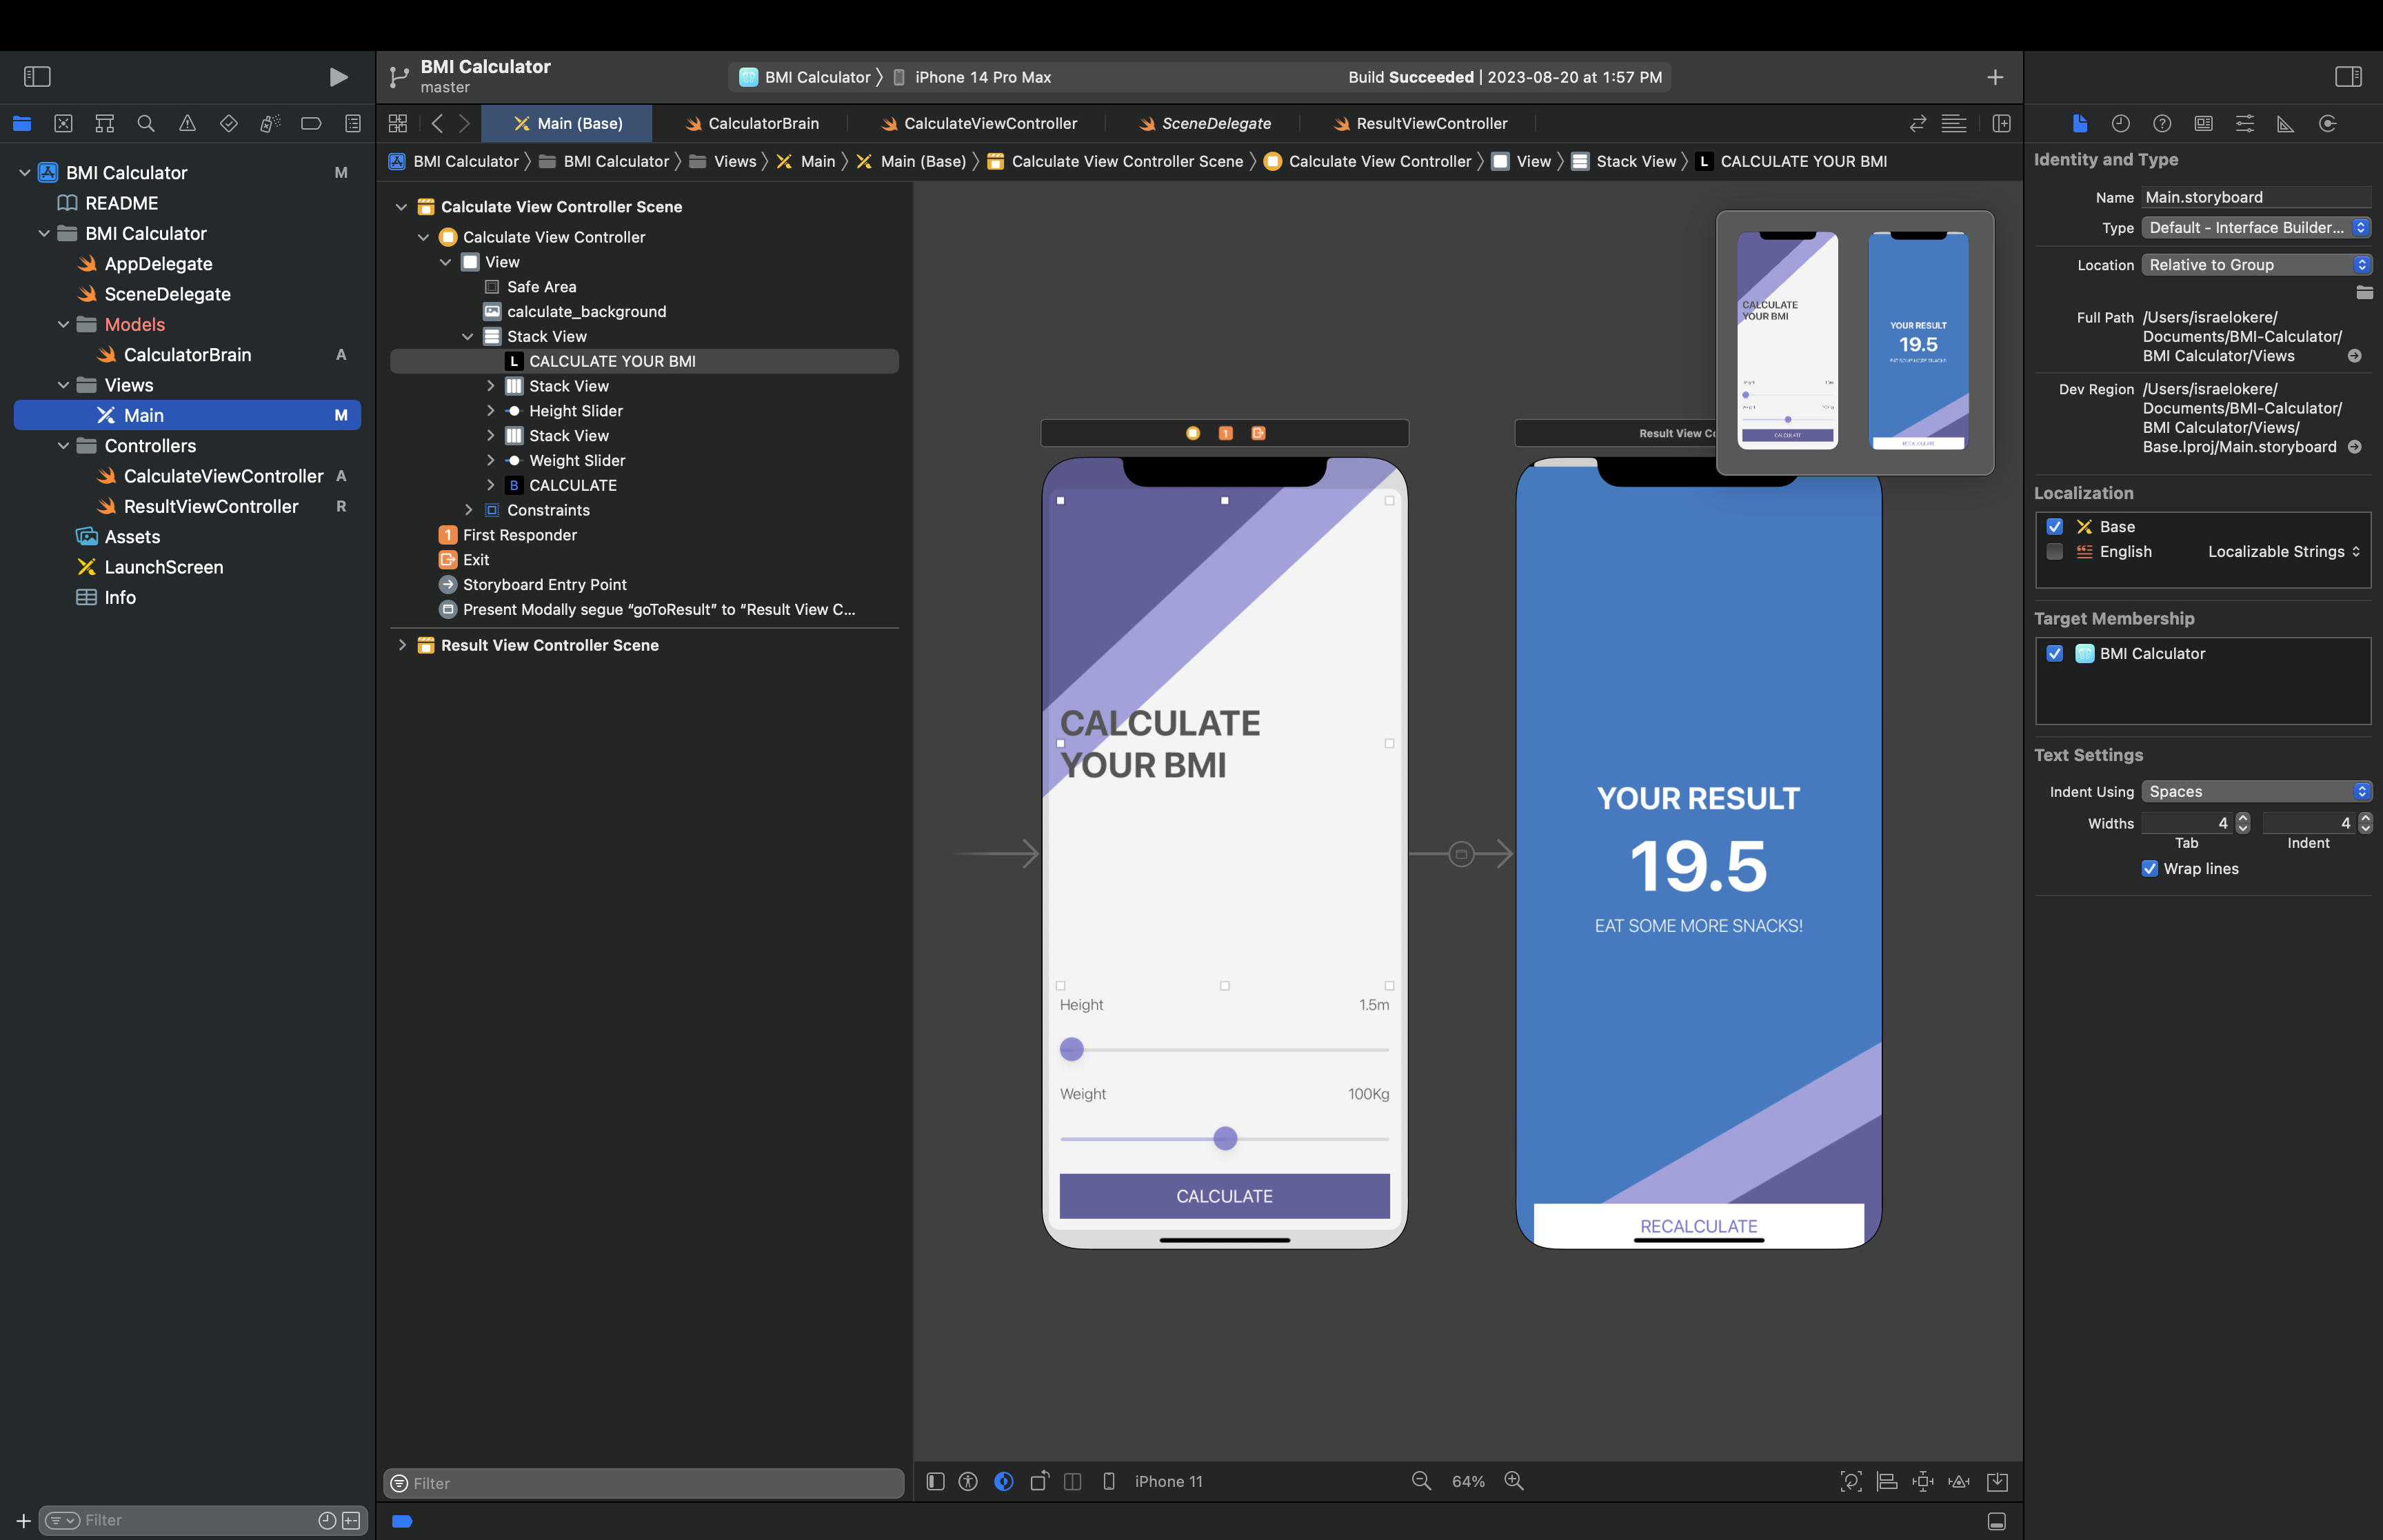 BMI Calculator
master
BMI Calculator
iPhone 14 Pro Max
Build Succeeded | 2023-08-20 at 1:57 PM
Main (Base)
CalculatorBrain
CalculateViewController
SceneDelegate
ResultViewController
BMI Calculator
BMI Calculator
Views
Main
Main (Base)
Calculate View Controller Scene
Calculate View Controller
View
Stack View
L
CALCULATE YOUR BMI
BMI Calculator M
README
BMI Calculator
AppDelegate
SceneDelegate
Models
CalculatorBrain A
Views
Main M
Controllers
CalculateViewController A
ResultViewController R
Assets
LaunchScreen
Info
Filter
Calculate View Controller Scene
Calculate View Controller
View
Safe Area
calculate_background
Stack View
L CALCULATE YOUR BMI
Stack View
Height Slider
Stack View
Weight Slider
B CALCULATE
Constraints
1 First Responder
Exit
Storyboard Entry Point
Present Modally segue “goToResult” to “Result View C...
Result View Controller Scene
Filter
1
CALCULATE
YOUR BMI
Height 1.5m
Weight 100Kg
CALCULATE
Result View Co
YOUR RESULT
19.5
EAT SOME MORE SNACKS!
RECALCULATE
CALCULATE
YOUR BMI
CALCULATE
YOUR RESULT
19.5
EAT SOME MORE SNACKS!
RECALCULATE
iPhone 11
64%
Identity and Type
Name Main.storyboard
Type Default - Interface Builder...
Location Relative to Group
Full Path /Users/israelokere/
Documents/BMI-Calculator/
BMI Calculator/Views
Dev Region /Users/israelokere/
Documents/BMI-Calculator/
BMI Calculator/Views/
Base.lproj/Main.storyboard
Localization
Base
English Localizable Strings
Target Membership
BMI Calculator
Text Settings
Indent Using Spaces
Widths 4 4
Tab Indent
Wrap lines